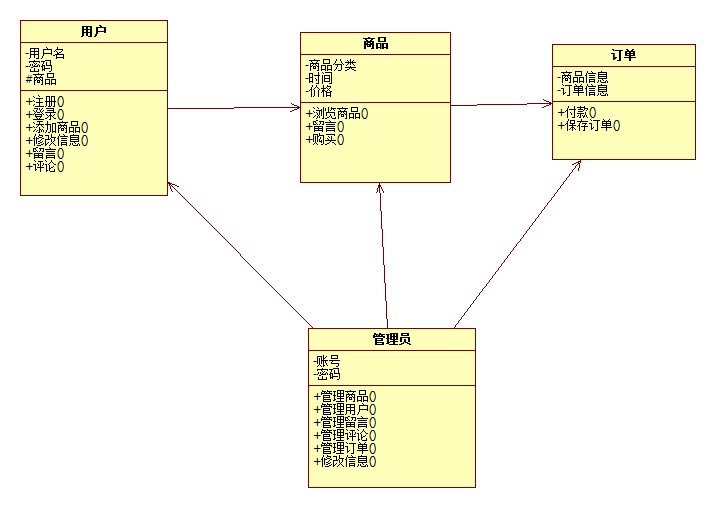 用户
-用户名
-密码
#商品
+注册()
+登录()
+添加商品()
+修改信息()
+留言()
+评论()
商品
-商品分类
-时间
-价格
+浏览商品()
+留言()
+购买()
订单
-商品信息
-订单信息
+付款()
+保存订单()
管理员
-账号
-密码
+管理商品()
+管理用户()
+管理留言()
+管理评论()
+管理订单()
+修改信息()